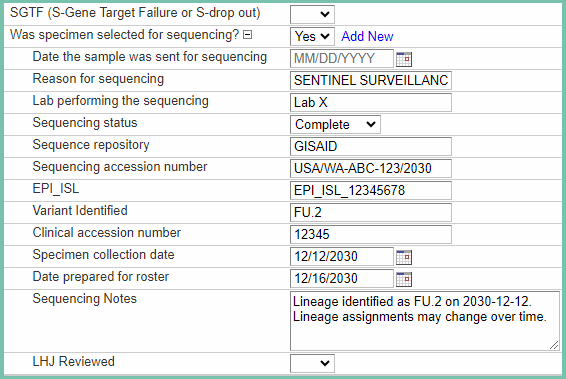 SGTF (S-Gene Target Failure or S-drop out)
Was specimen selected for sequencing? Yes Add New
Date the sample was sent for sequencing MM/DD/YYYY
Reason for sequencing SENTINEL SURVEILLANC
Lab performing the sequencing Lab X
Sequencing status Complete
Sequence repository GISAID
Sequencing accession number USA/WA-ABC-123/2030
EPI_ISL EPI_ISL_12345678
Variant Identified FU.2
Clinical accession number 12345
Specimen collection date 12/12/2030
Date prepared for roster 12/16/2030
Sequencing Notes Lineage identified as FU.2 on 2030-12-12.
Lineage assignments may change over time.
LHJ Reviewed